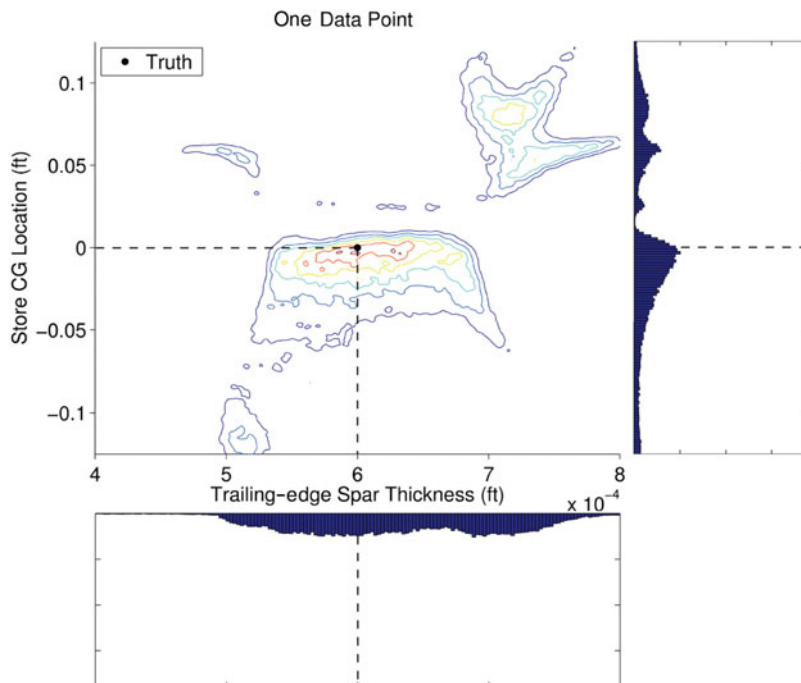 One Data Point
Truth
0.1
0.05
0
−0.05
−0.1
Store CG Location (ft)
4 5 6 7 8
Trailing−edge Spar Thickness (ft)
x 10⁻⁴